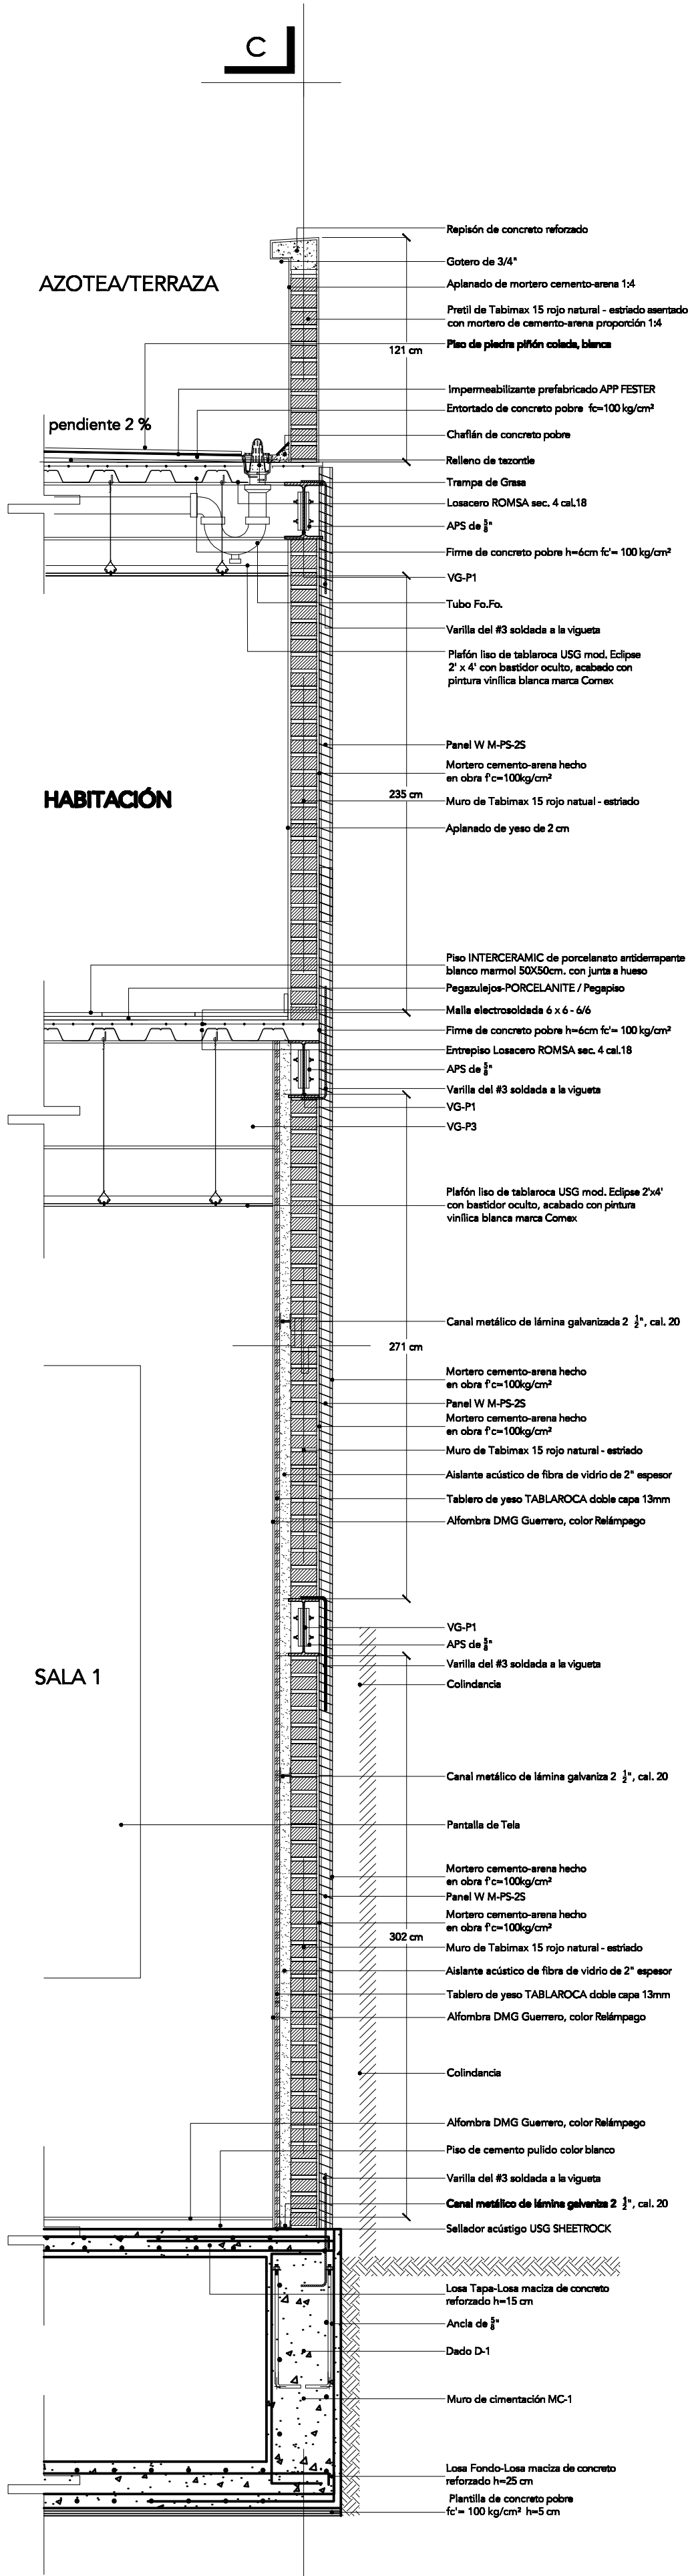 C
Repisón de concreto reforzado
Gotero de 3/4"
AZOTEA/TERRAZA
Aplanado de mortero cemento-arena 1:4
Pretil de Tabimax 15 rojo natural - estriado asentado
con mortero de cemento-arena proporción 1:4
121 cm
Piso de piedra piñón colada, blanca
Impermeabilizante prefabricado APP FESTER
Entortado de concreto pobre fc=100 kg/cm²
pendiente 2 %
Chaflán de concreto pobre
Relleno de tezontle
Trampa de Grasa
Losacero ROMSA sec. 4 cal.18
APS de 5/8"
Firme de concreto pobre h=6cm fc'= 100 kg/cm²
VG-P1
Tubo Fo.Fo.
Varilla del #3 soldada a la vigueta
Plafón liso de tablaroca USG mod. Eclipse
2' x 4' con bastidor oculto, acabado con
pintura vinílica blanca marca Comex
Panel W M-PS-2S
Mortero cemento-arena hecho
en obra f'c=100kg/cm²
HABITACIÓN
235 cm
Muro de Tabimax 15 rojo natual - estriado
Aplanado de yeso de 2 cm
Piso INTERCERAMIC de porcelanato antiderrapante
blanco marmol 50X50cm. con junta a hueso
Pegazulejos-PORCELANITE / Pegapiso
Malla electrosoldada 6 x 6 - 6/6
Firme de concreto pobre h=6cm fc'= 100 kg/cm²
Entrepiso Losacero ROMSA sec. 4 cal.18
APS de 5/8"
Varilla del #3 soldada a la vigueta
VG-P1
VG-P3
Plafón liso de tablaroca USG mod. Eclipse 2'x4'
con bastidor oculto, acabado con pintura
vinílica blanca marca Comex
Canal metálico de lámina galvanizada 2 1/2", cal. 20
271 cm
Mortero cemento-arena hecho
en obra f'c=100kg/cm²
Panel W M-PS-2S
Mortero cemento-arena hecho
en obra f'c=100kg/cm²
Muro de Tabimax 15 rojo natural - estriado
Aislante acústico de fibra de vidrio de 2" espesor
Tablero de yeso TABLAROCA doble capa 13mm
Alfombra DMG Guerrero, color Relámpago
VG-P1
APS de 5/8"
Varilla del #3 soldada a la vigueta
SALA 1
Colindancia
Canal metálico de lámina galvaniza 2 1/2", cal. 20
Pantalla de Tela
Mortero cemento-arena hecho
en obra f'c=100kg/cm²
Panel W M-PS-2S
Mortero cemento-arena hecho
en obra f'c=100kg/cm²
302 cm
Muro de Tabimax 15 rojo natural - estriado
Aislante acústico de fibra de vidrio de 2" espesor
Tablero de yeso TABLAROCA doble capa 13mm
Alfombra DMG Guerrero, color Relámpago
Colindancia
Alfombra DMG Guerrero, color Relámpago
Piso de cemento pulido color blanco
Varilla del #3 soldada a la vigueta
Canal metálico de lámina galvaniza 2 1/2", cal. 20
Sellador acústigo USG SHEETROCK
Losa Tapa-Losa maciza de concreto
reforzado h=15 cm
Ancla de 5/8"
Dado D-1
Muro de cimentación MC-1
Losa Fondo-Losa maciza de concreto
reforzado h=25 cm
Plantilla de concreto pobre
fc'= 100 kg/cm² h=5 cm